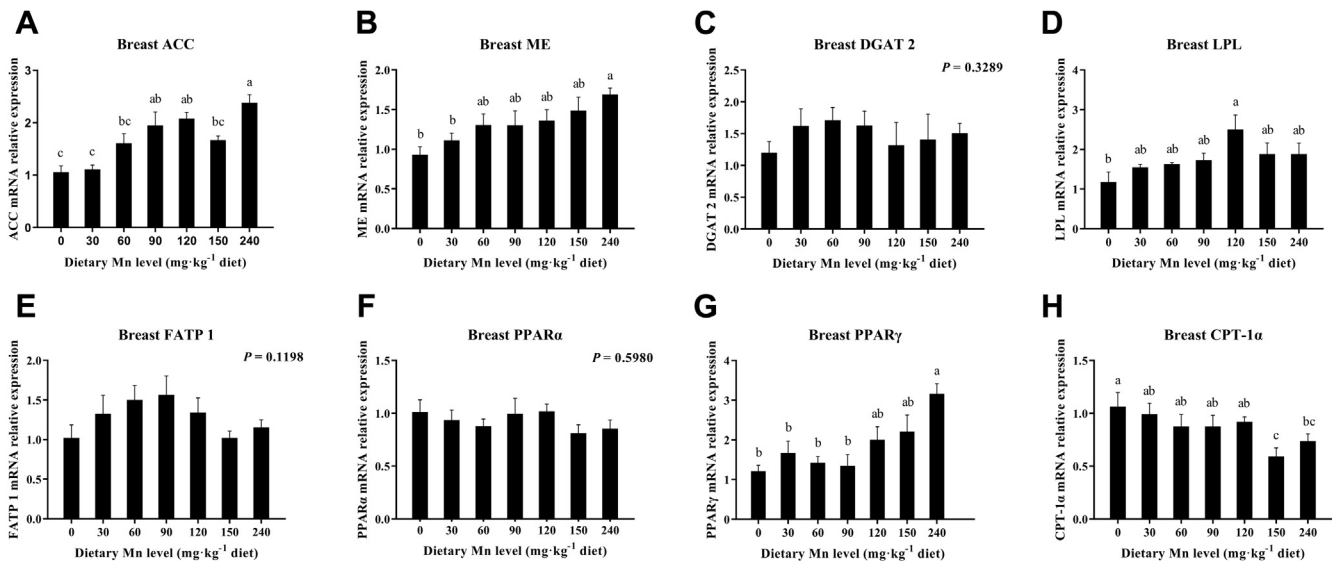 A
Breast ACC
ACC mRNA relative expression
3
2
1
0
c
c
bc
ab
ab
bc
a
0 30 60 90 120 150 240
Dietary Mn level (mg·kg⁻¹ diet)
B
Breast ME
ME mRNA relative expression
2.0
1.5
1.0
0.5
0.0
b
b
ab
ab
ab
ab
a
0 30 60 90 120 150 240
Dietary Mn level (mg·kg⁻¹ diet)
C
Breast DGAT 2
P = 0.3289
DGAT 2 mRNA relative expression
2.5
2.0
1.5
1.0
0.5
0.0
0 30 60 90 120 150 240
Dietary Mn level (mg·kg⁻¹ diet)
D
Breast LPL
LPL mRNA relative expression
4
3
2
1
0
b
ab
ab
ab
a
ab
ab
0 30 60 90 120 150 240
Dietary Mn level (mg·kg⁻¹ diet)
E
Breast FATP 1
P = 0.1198
FATP 1 mRNA relative expression
2.0
1.5
1.0
0.5
0.0
0 30 60 90 120 150 240
Dietary Mn level (mg·kg⁻¹ diet)
F
Breast PPARα
P = 0.5980
PPARα mRNA relative expression
1.5
1.0
0.5
0.0
0 30 60 90 120 150 240
Dietary Mn level (mg·kg⁻¹ diet)
G
Breast PPARγ
PPARγ mRNA relative expression
4
3
2
1
0
b
b
b
b
ab
ab
a
0 30 60 90 120 150 240
Dietary Mn level (mg·kg⁻¹ diet)
H
Breast CPT-1α
CPT-1α mRNA relative expression
1.5
1.0
0.5
0.0
a
ab
ab
ab
ab
c
bc
0 30 60 90 120 150 240
Dietary Mn level (mg·kg⁻¹ diet)